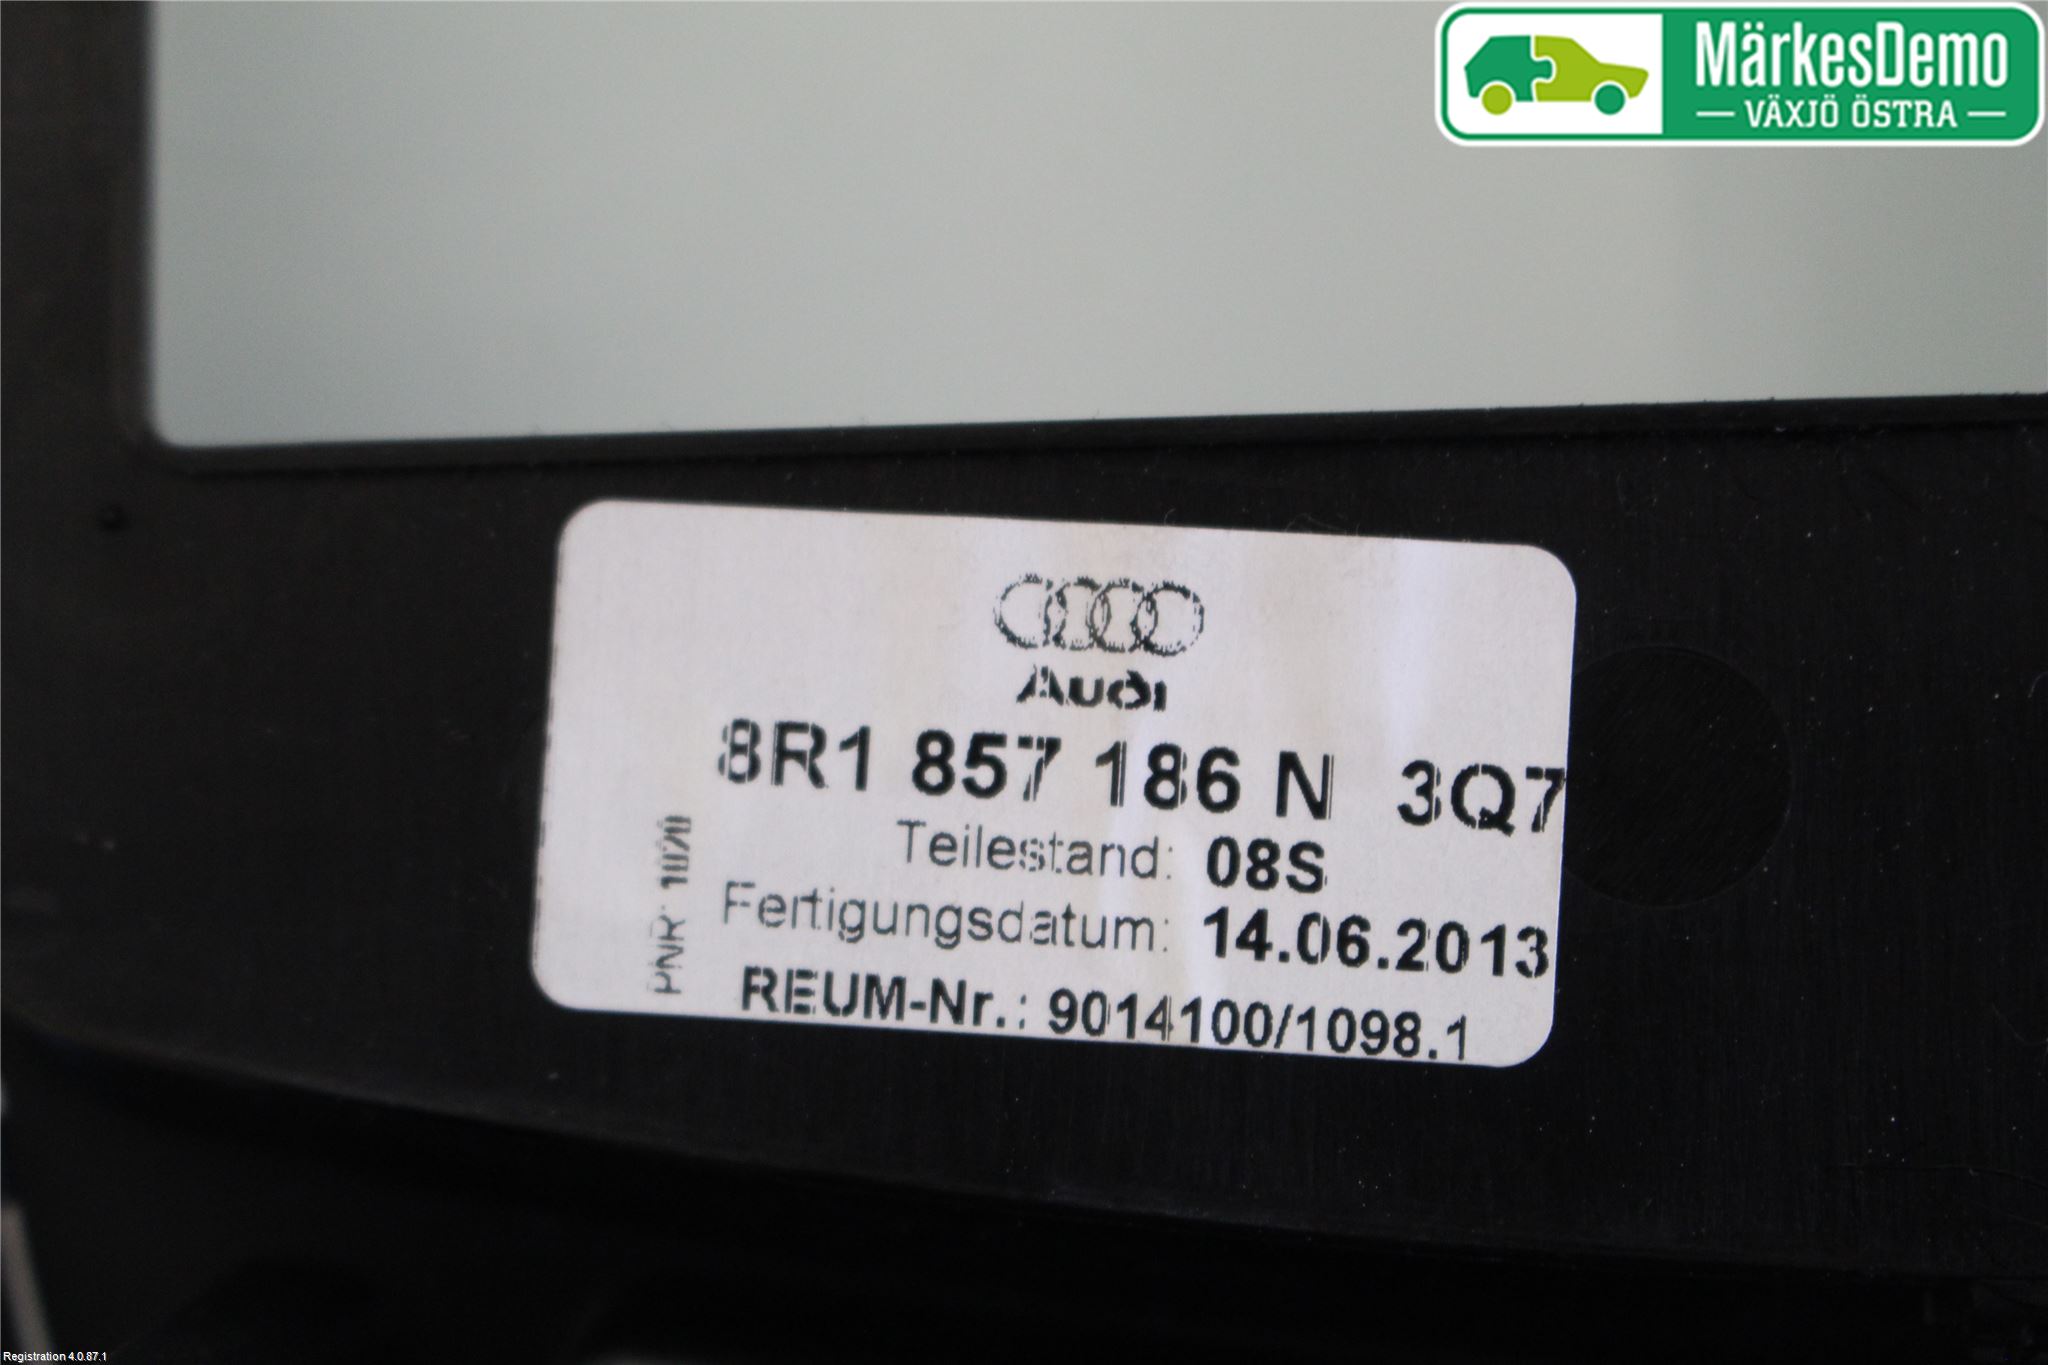 MärkesDemo
VÄXJÖ ÖSTRA
Audi
8R1 857 186 N 3Q7
Teilestand: 08S
Fertigungsdatum: 14.06.2013
REUM-Nr.: 9014100/1098.1
PNR: 1020
Registration 4.0.87.1